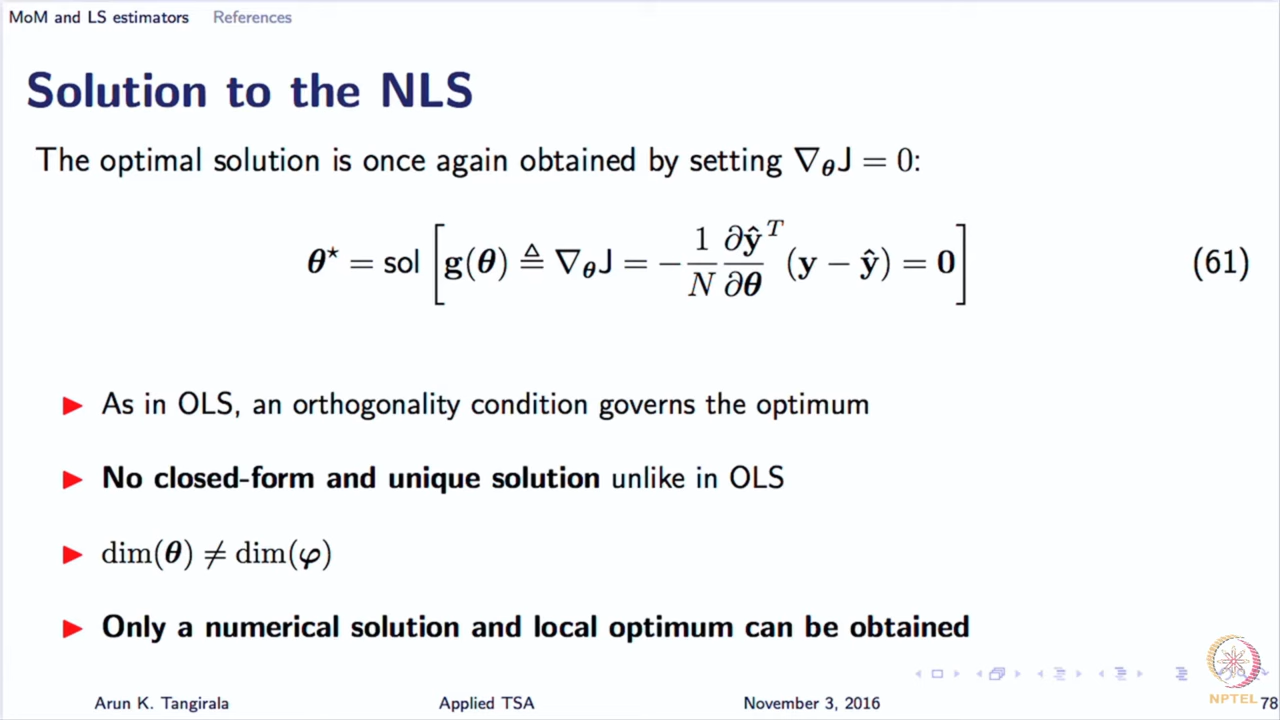 MoM and LS estimators References
Solution to the NLS
The optimal solution is once again obtained by setting ∇_θ J = 0:
θ* = sol [ g(θ) ≜ ∇_θ J = − 1/N ∂ŷ/∂θ ^T (y − ŷ) = 0 ] (61)
▶ As in OLS, an orthogonality condition governs the optimum
▶ No closed-form and unique solution unlike in OLS
▶ dim(θ) ≠ dim(φ)
▶ Only a numerical solution and local optimum can be obtained
Arun K. Tangirala Applied TSA November 3, 2016 NPTEL 78